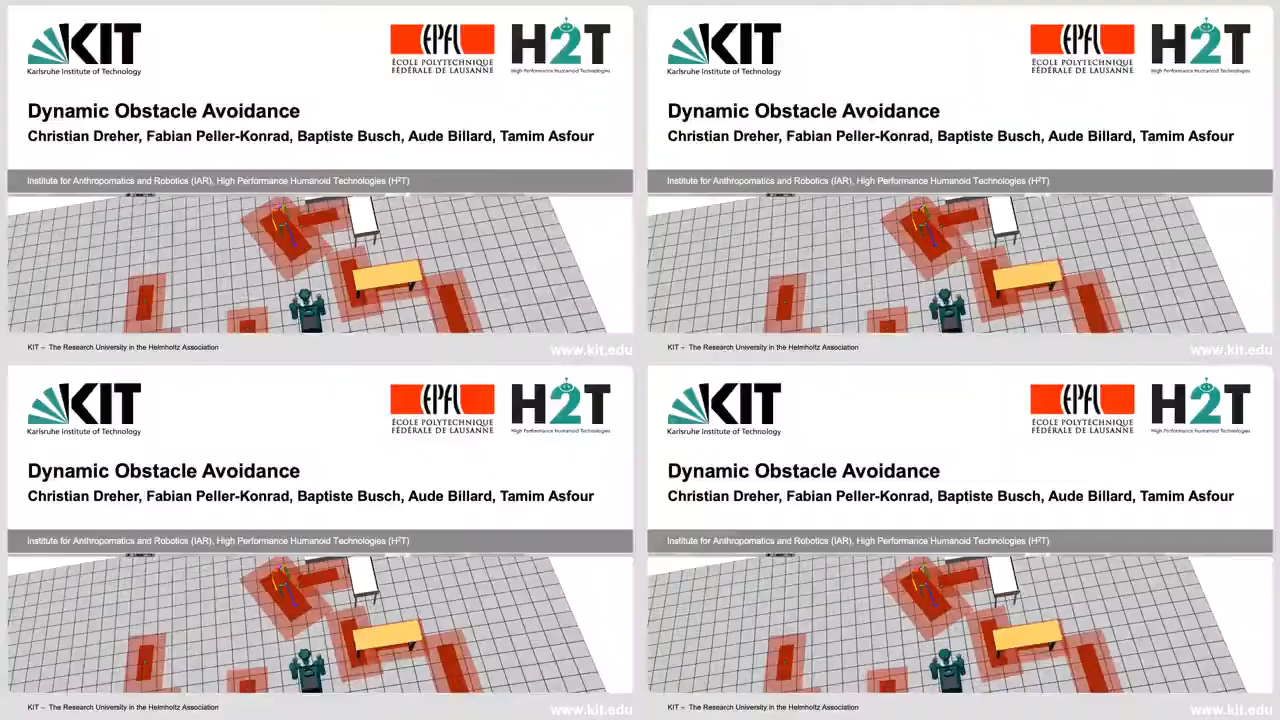 KIT
Karlsruhe Institute of Technology
EPFL
ÉCOLE POLYTECHNIQUE
FÉDÉRALE DE LAUSANNE
H2T
High Performance Humanoid Technologies
Dynamic Obstacle Avoidance
Christian Dreher, Fabian Peller-Konrad, Baptiste Busch, Aude Billard, Tamim Asfour
Institute for Anthropomatics and Robotics (IAR), High Performance Humanoid Technologies (H²T)
KIT – The Research University in the Helmholtz Association
www.kit.edu
KIT
Karlsruhe Institute of Technology
EPFL
ÉCOLE POLYTECHNIQUE
FÉDÉRALE DE LAUSANNE
H2T
High Performance Humanoid Technologies
Dynamic Obstacle Avoidance
Christian Dreher, Fabian Peller-Konrad, Baptiste Busch, Aude Billard, Tamim Asfour
Institute for Anthropomatics and Robotics (IAR), High Performance Humanoid Technologies (H²T)
KIT – The Research University in the Helmholtz Association
www.kit.edu
KIT
Karlsruhe Institute of Technology
EPFL
ÉCOLE POLYTECHNIQUE
FÉDÉRALE DE LAUSANNE
H2T
High Performance Humanoid Technologies
Dynamic Obstacle Avoidance
Christian Dreher, Fabian Peller-Konrad, Baptiste Busch, Aude Billard, Tamim Asfour
Institute for Anthropomatics and Robotics (IAR), High Performance Humanoid Technologies (H²T)
KIT – The Research University in the Helmholtz Association
www.kit.edu
KIT
Karlsruhe Institute of Technology
EPFL
ÉCOLE POLYTECHNIQUE
FÉDÉRALE DE LAUSANNE
H2T
High Performance Humanoid Technologies
Dynamic Obstacle Avoidance
Christian Dreher, Fabian Peller-Konrad, Baptiste Busch, Aude Billard, Tamim Asfour
Institute for Anthropomatics and Robotics (IAR), High Performance Humanoid Technologies (H²T)
KIT – The Research University in the Helmholtz Association
www.kit.edu